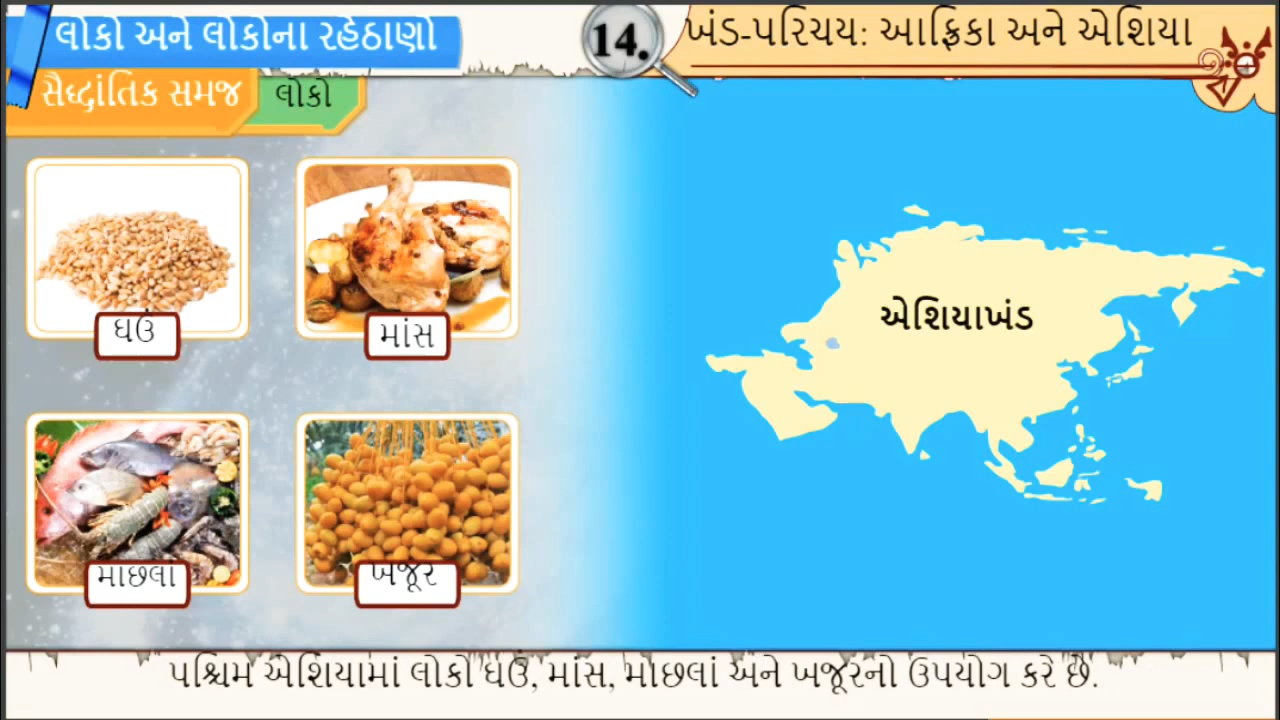 લોકો અને લોકોના રહેઠાણો
14. ખંડ-પરિચય: આફ્રિકા અને એશિયા
સૈદ્ધાંતિક સમજ
લોકો
ઘઉં
માંસ
એશિયાખંડ
માછલાં
ખજૂર
પશ્ચિમ એશિયામાં લોકો ઘઉં, માંસ, માછલાં અને ખજૂરનો ઉપયોગ કરે છે.